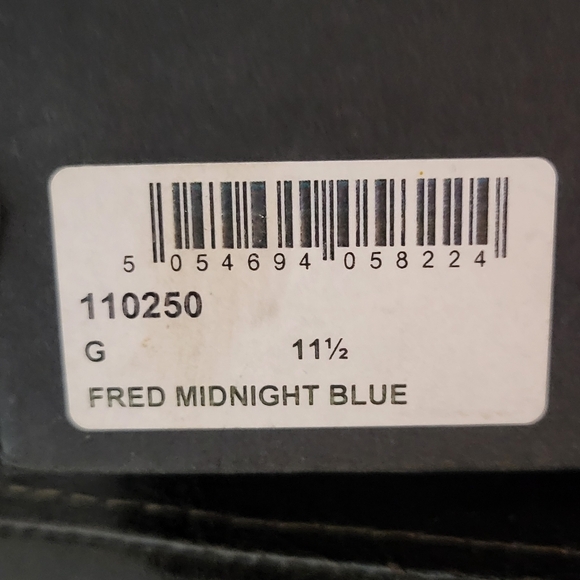 5 054694 058224
110250
G 11½
FRED MIDNIGHT BLUE